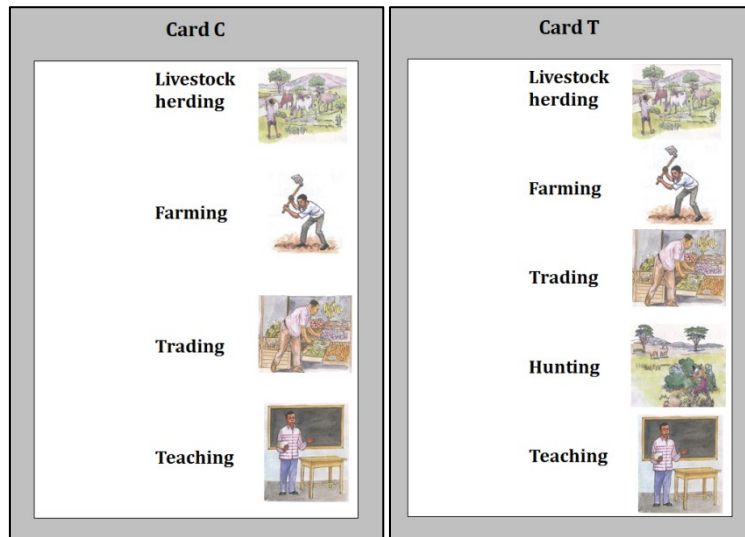 Card C
Livestock
herding
Farming
Trading
Teaching
Card T
Livestock
herding
Farming
Trading
Hunting
Teaching